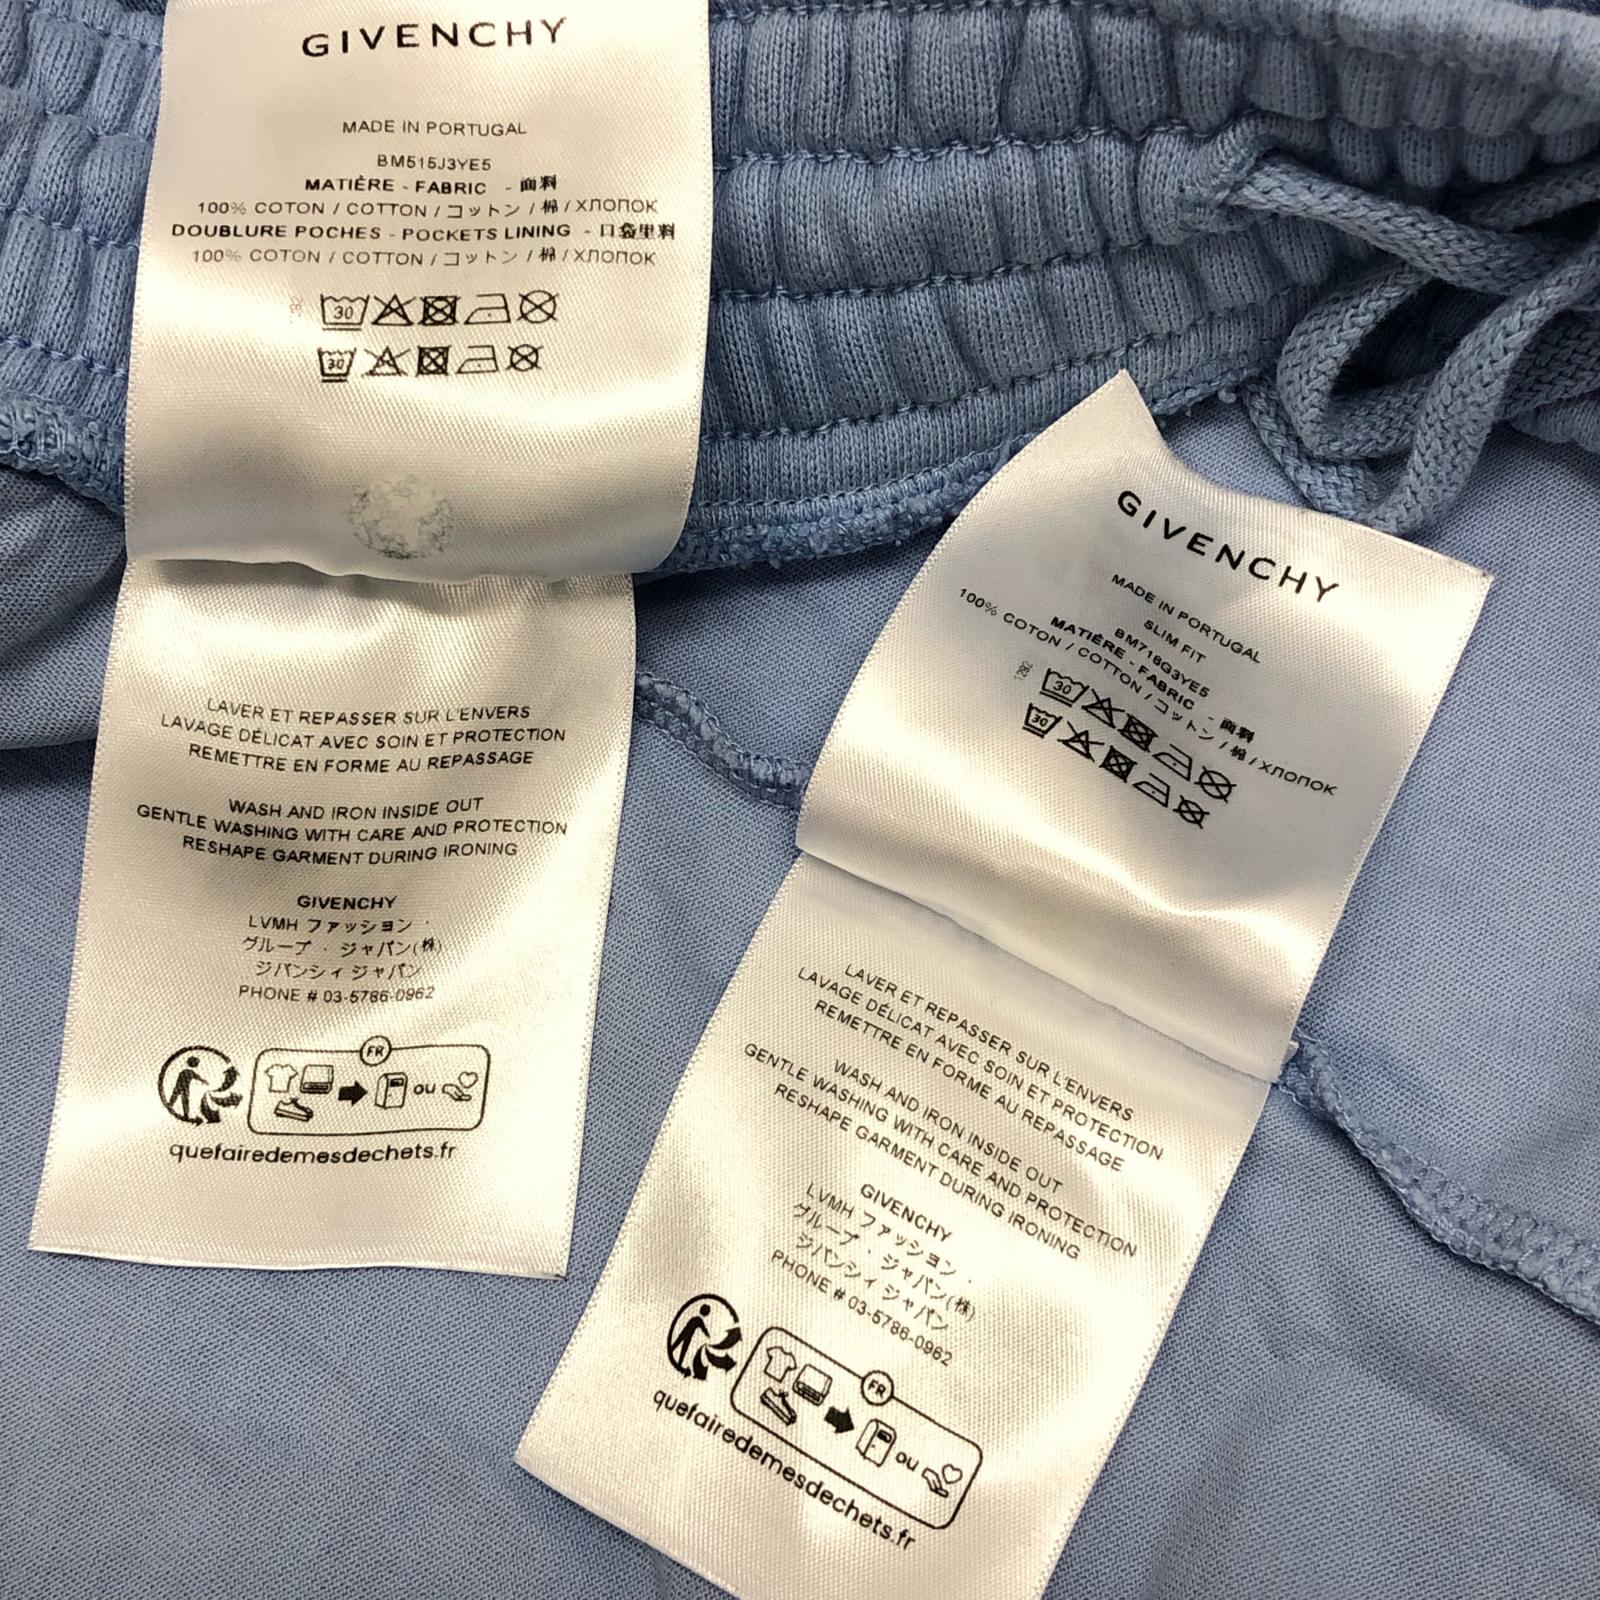 GIVENCHY
MADE IN PORTUGAL
BM515J3YE5
MATIÈRE - FABRIC - 面料
100% COTON / COTTON / コットン / 棉 / ХЛОПОК
DOUBLURE POCHES - POCKETS LINING - 口袋里料
100% COTON / COTTON / コットン / 棉 / ХЛОПОК
30
30
LAVER ET REPASSER SUR L'ENVERS
LAVAGE DÉLICAT AVEC SOIN ET PROTECTION
REMETTRE EN FORME AU REPASSAGE
WASH AND IRON INSIDE OUT
GENTLE WASHING WITH CARE AND PROTECTION
RESHAPE GARMENT DURING IRONING
GIVENCHY
LVMH ファッション ·
グループ · ジャパン(株)
ジバンシィ ジャパン
PHONE # 03-5786-0962
FR
ou
quefairedemesdechets.fr
GIVENCHY
MADE IN PORTUGAL
SLIM FIT
BM716G3YE5
MATIÈRE - FABRIC - 面料
100% COTON / COTTON / コットン / 棉 / ХЛОПОК
30
30
LAVER ET REPASSER SUR L'ENVERS
LAVAGE DÉLICAT AVEC SOIN ET PROTECTION
REMETTRE EN FORME AU REPASSAGE
WASH AND IRON INSIDE OUT
GENTLE WASHING WITH CARE AND PROTECTION
RESHAPE GARMENT DURING IRONING
GIVENCHY
LVMH ファッション ·
グループ · ジャパン(株)
ジバンシィ ジャパン
PHONE # 03-5786-0962
FR
ou
quefairedemesdechets.fr